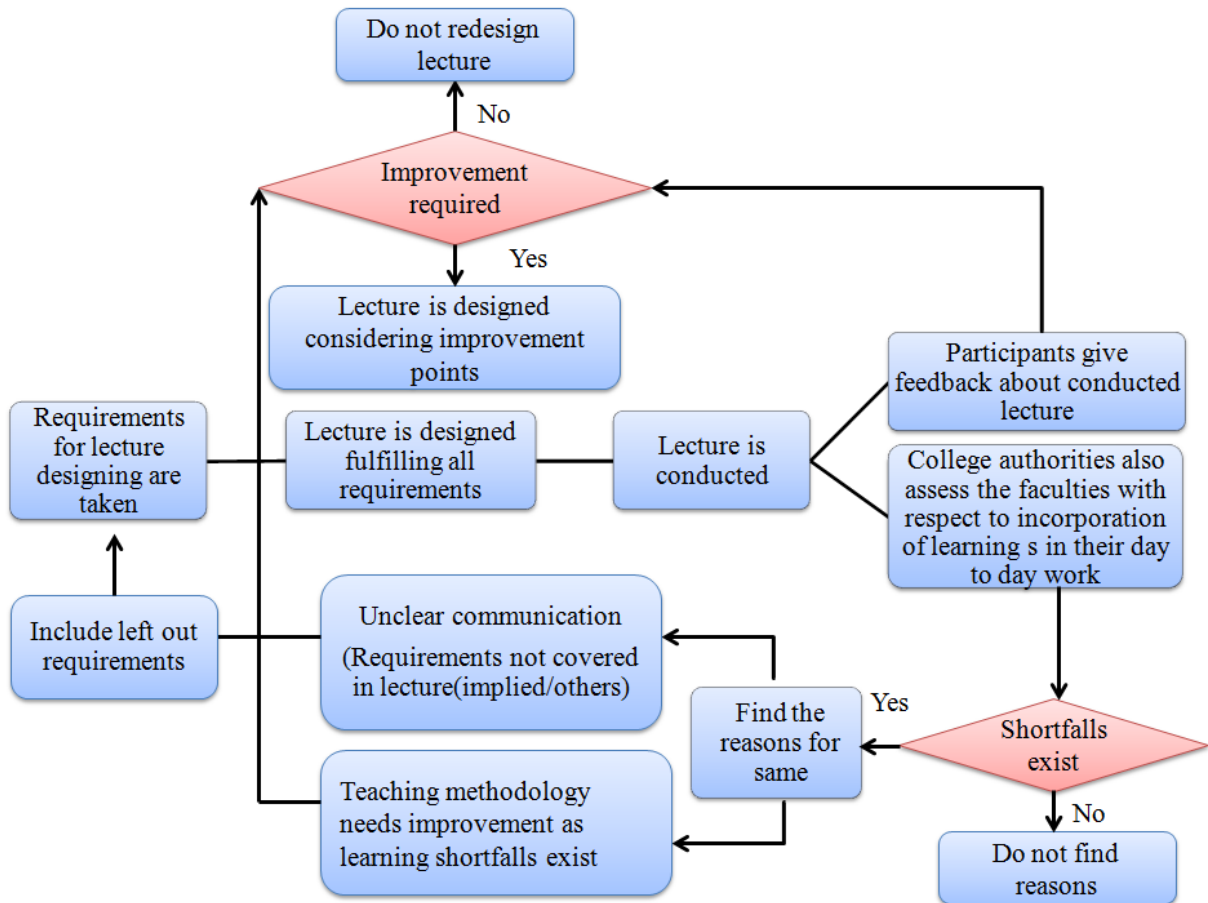 Do not redesign
lecture
No
Improvement
required
Yes
Lecture is designed
considering improvement
points
Participants give
feedback about conducted
lecture
Requirements
for lecture
designing are
taken
Lecture is designed
fulfilling all
requirements
Lecture is
conducted
College authorities also
assess the faculties with
respect to incorporation
of learning s in their day
to day work
Include left out
requirements
Unclear communication
(Requirements not covered
in lecture(implied/others)
Find the
reasons for
same
Yes
Shortfalls
exist
Teaching methodology
needs improvement as
learning shortfalls exist
No
Do not find
reasons